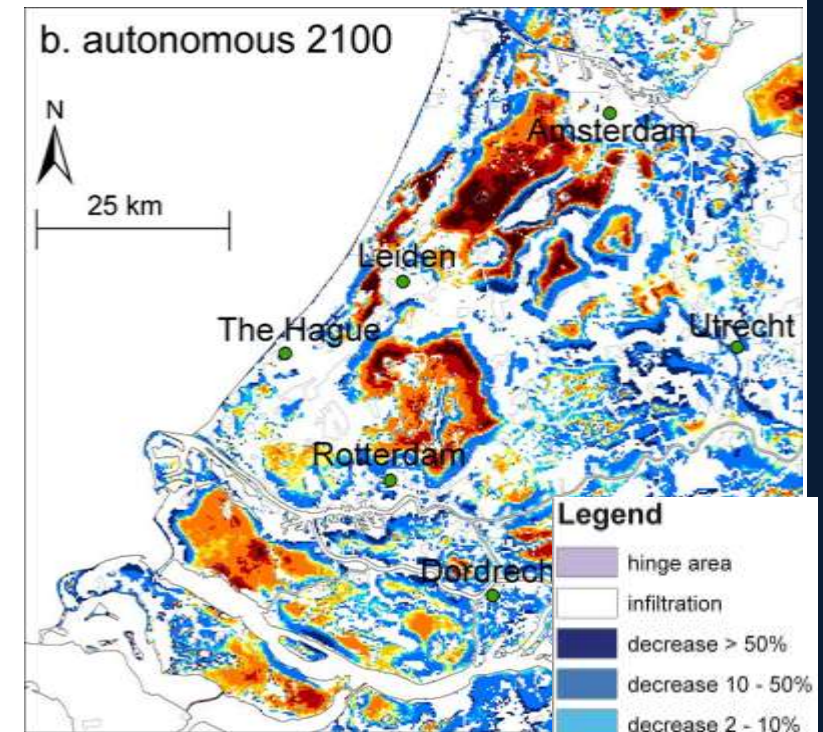 b. autonomous 2100
N
25 km
Amsterdam
Leiden
The Hague
Utrecht
Rotterdam
Dordrech
Legend
hinge area
infiltration
decrease > 50%
decrease 10 - 50%
decrease 2 - 10%